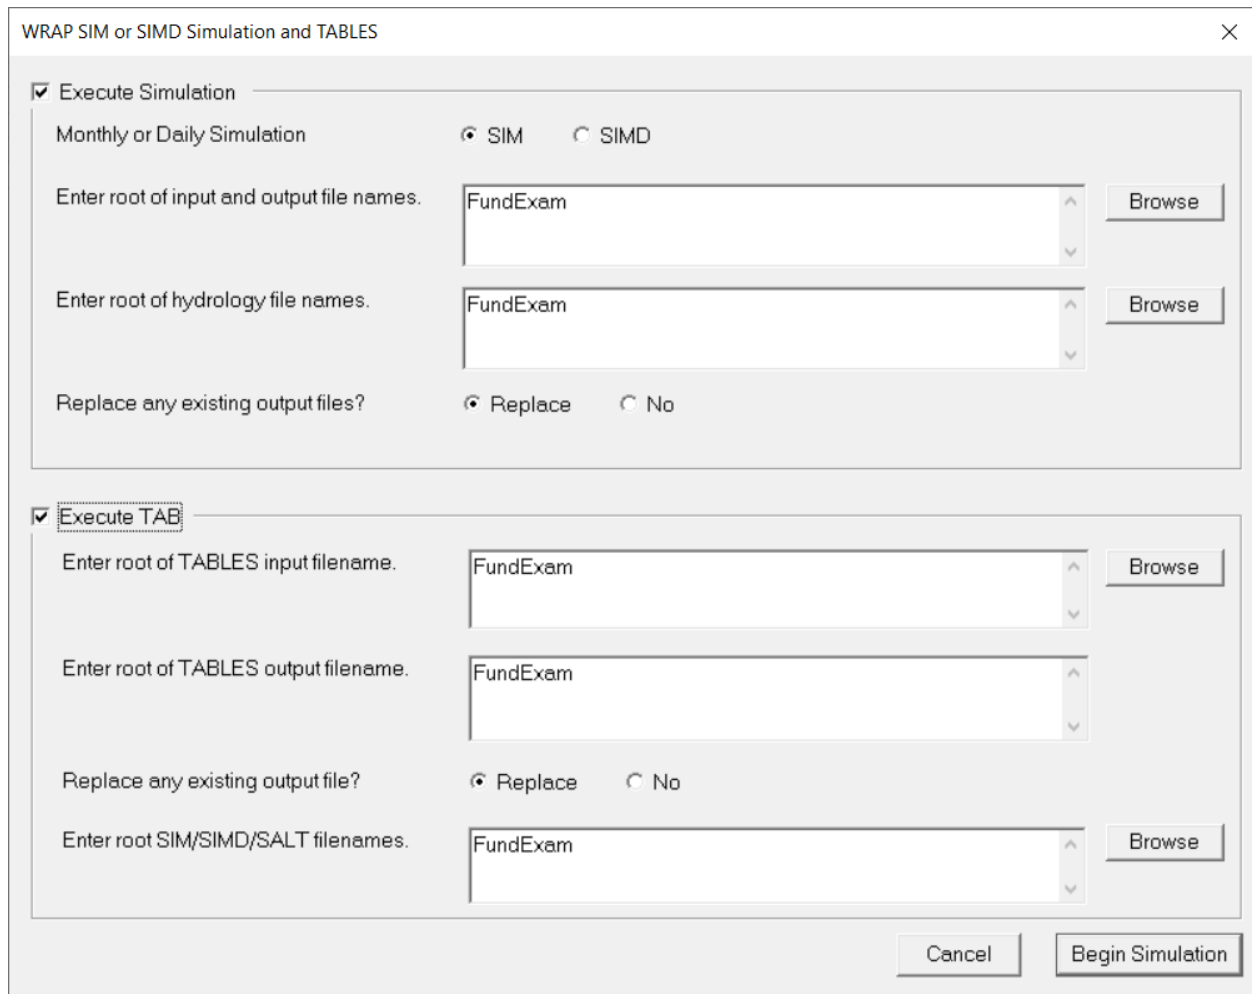 WRAP SIM or SIMD Simulation and TABLES
Execute Simulation
Monthly or Daily Simulation SIM SIMD
Enter root of input and output file names. FundExam Browse
Enter root of hydrology file names. FundExam Browse
Replace any existing output files? Replace No
Execute TAB
Enter root of TABLES input filename. FundExam Browse
Enter root of TABLES output filename. FundExam
Replace any existing output file? Replace No
Enter root SIM/SIMD/SALT filenames. FundExam Browse
Cancel Begin Simulation